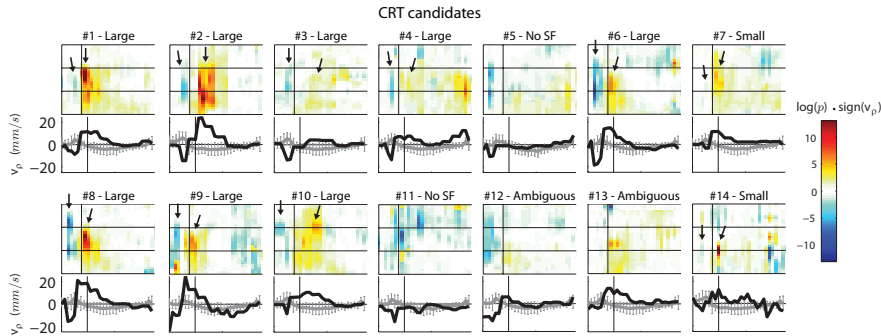 CRT candidates
#1 - Large
#2 - Large
#3 - Large
#4 - Large
#5 - No SF
#6 - Large
#7 - Small
log(p) • sign(vρ)
10
5
0
-5
-10
vρ (mm/s)
20
0
−20
#8 - Large
#9 - Large
#10 - Large
#11 - No SF
#12 - Ambiguous
#13 - Ambiguous
#14 - Small
vρ (mm/s)
20
0
−20